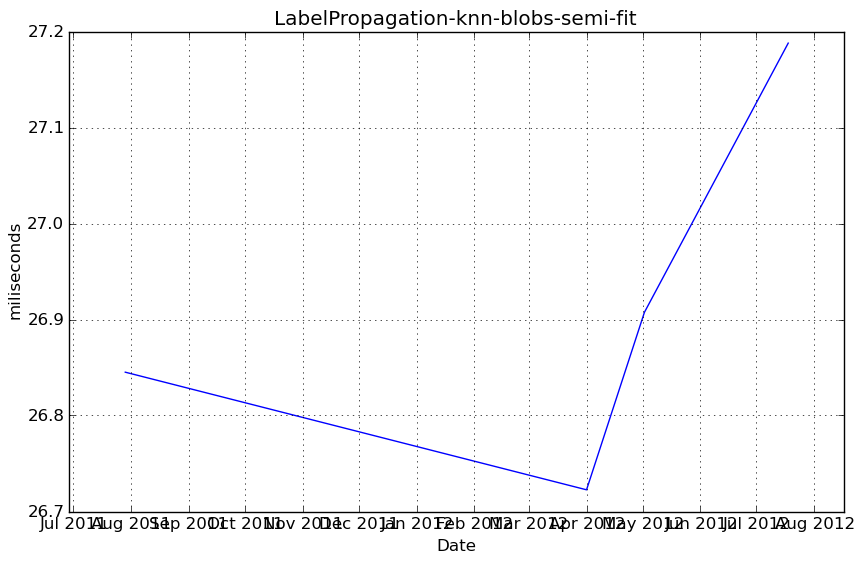 LabelPropagation-knn-blobs-semi-fit
27.2
27.1
27.0
26.9
26.8
26.7
miliseconds
Jul 2011 Aug 2011 Sep 2011 Oct 2011 Nov 2011 Dec 2011 Jan 2012 Feb 2012 Mar 2012 Apr 2012 May 2012 Jun 2012 Jul 2012 Aug 2012
Date